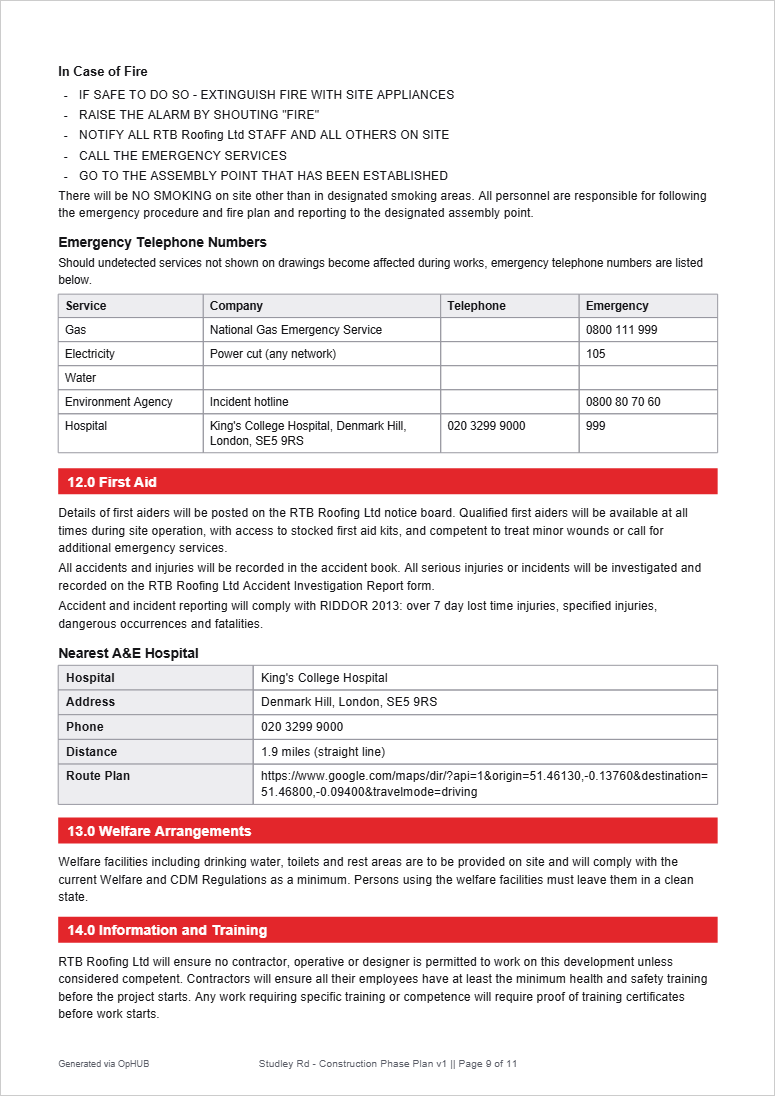 In Case of Fire
- IF SAFE TO DO SO - EXTINGUISH FIRE WITH SITE APPLIANCES
- RAISE THE ALARM BY SHOUTING "FIRE"
- NOTIFY ALL RTB Roofing Ltd STAFF AND ALL OTHERS ON SITE
- CALL THE EMERGENCY SERVICES
- GO TO THE ASSEMBLY POINT THAT HAS BEEN ESTABLISHED
There will be NO SMOKING on site other than in designated smoking areas. All personnel are responsible for following
the emergency procedure and fire plan and reporting to the designated assembly point.
Emergency Telephone Numbers
Should undetected services not shown on drawings become affected during works, emergency telephone numbers are listed
below.
Service Company Telephone Emergency
Gas National Gas Emergency Service 0800 111 999
Electricity Power cut (any network) 105
Water
Environment Agency Incident hotline 0800 80 70 60
Hospital King's College Hospital, Denmark Hill, 020 3299 9000 999
London, SE5 9RS
12.0 First Aid
Details of first aiders will be posted on the RTB Roofing Ltd notice board. Qualified first aiders will be available at all
times during site operation, with access to stocked first aid kits, and competent to treat minor wounds or call for
additional emergency services.
All accidents and injuries will be recorded in the accident book. All serious injuries or incidents will be investigated and
recorded on the RTB Roofing Ltd Accident Investigation Report form.
Accident and incident reporting will comply with RIDDOR 2013: over 7 day lost time injuries, specified injuries,
dangerous occurrences and fatalities.
Nearest A&E Hospital
Hospital King's College Hospital
Address Denmark Hill, London, SE5 9RS
Phone 020 3299 9000
Distance 1.9 miles (straight line)
Route Plan https://www.google.com/maps/dir/?api=1&origin=51.46130,-0.13760&destination=
51.46800,-0.09400&travelmode=driving
13.0 Welfare Arrangements
Welfare facilities including drinking water, toilets and rest areas are to be provided on site and will comply with the
current Welfare and CDM Regulations as a minimum. Persons using the welfare facilities must leave them in a clean
state.
14.0 Information and Training
RTB Roofing Ltd will ensure no contractor, operative or designer is permitted to work on this development unless
considered competent. Contractors will ensure all their employees have at least the minimum health and safety training
before the project starts. Any work requiring specific training or competence will require proof of training certificates
before work starts.
Generated via OpHUB Studley Rd - Construction Phase Plan v1 || Page 9 of 11